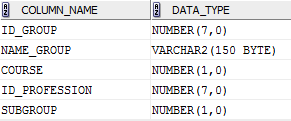 COLUMN_NAME DATA_TYPE
ID_GROUP NUMBER(7,0)
NAME_GROUP VARCHAR2(150 BYTE)
COURSE NUMBER(1,0)
ID_PROFESSION NUMBER(7,0)
SUBGROUP NUMBER(1,0)